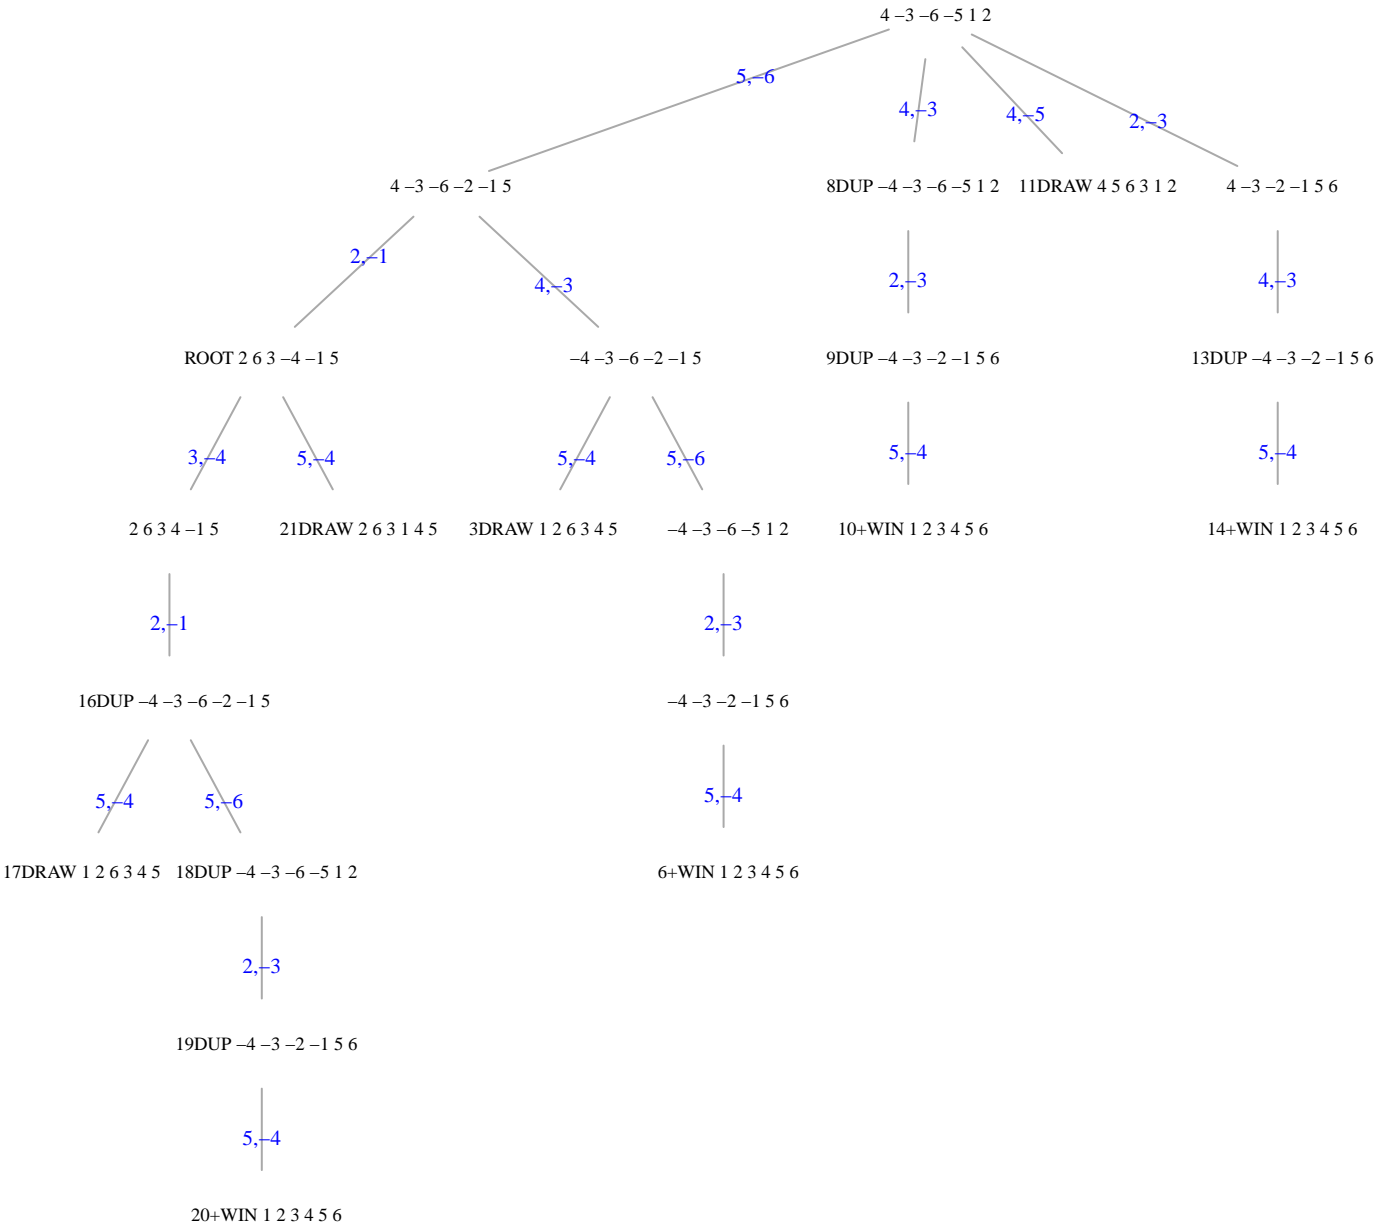 4 –3 –6 –5 1 2
5,–6
4,–3
4,–5
2,–3
4 –3 –6 –2 –1 5
8DUP –4 –3 –6 –5 1 2
11DRAW 4 5 6 3 1 2
4 –3 –2 –1 5 6
2,–1
4,–3
2,–3
4,–3
ROOT 2 6 3 –4 –1 5
–4 –3 –6 –2 –1 5
9DUP –4 –3 –2 –1 5 6
13DUP –4 –3 –2 –1 5 6
3,–4
5,–4
5,–4
5,–6
5,–4
5,–4
2 6 3 4 –1 5
21DRAW 2 6 3 1 4 5
3DRAW 1 2 6 3 4 5
–4 –3 –6 –5 1 2
10+WIN 1 2 3 4 5 6
14+WIN 1 2 3 4 5 6
2,–1
2,–3
16DUP –4 –3 –6 –2 –1 5
–4 –3 –2 –1 5 6
5,–4
5,–6
5,–4
17DRAW 1 2 6 3 4 5
18DUP –4 –3 –6 –5 1 2
6+WIN 1 2 3 4 5 6
2,–3
19DUP –4 –3 –2 –1 5 6
5,–4
20+WIN 1 2 3 4 5 6